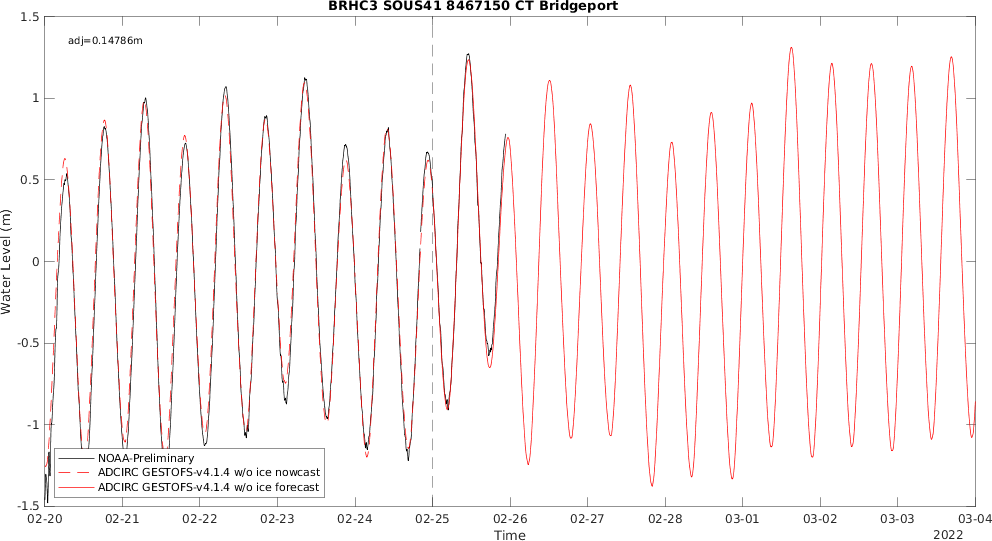 BRHC3 SOUS41 8467150 CT Bridgeport
adj=0.14786m
1.5
1
0.5
0
-0.5
-1
-1.5
Water Level (m)
NOAA-Preliminary
ADCIRC GESTOFS-v4.1.4 w/o ice nowcast
ADCIRC GESTOFS-v4.1.4 w/o ice forecast
02-20 02-21 02-22 02-23 02-24 02-25 02-26 02-27 02-28 03-01 03-02 03-03 03-04
Time
2022